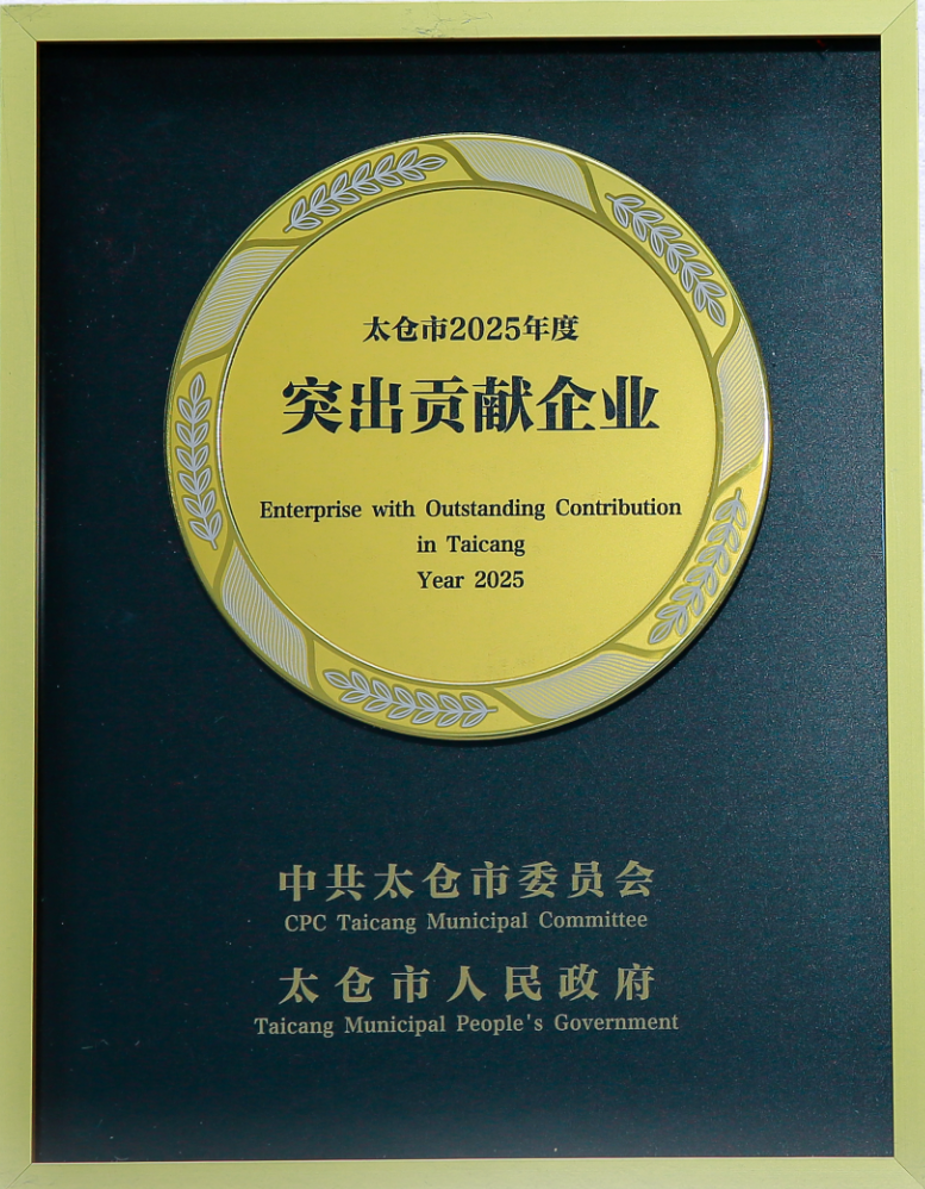 太仓市2025年度
突出贡献企业
Enterprise with Outstanding Contribution
in Taicang
Year 2025
中共太仓市委员会
CPC Taicang Municipal Committee
太仓市人民政府
Taicang Municipal People's Government